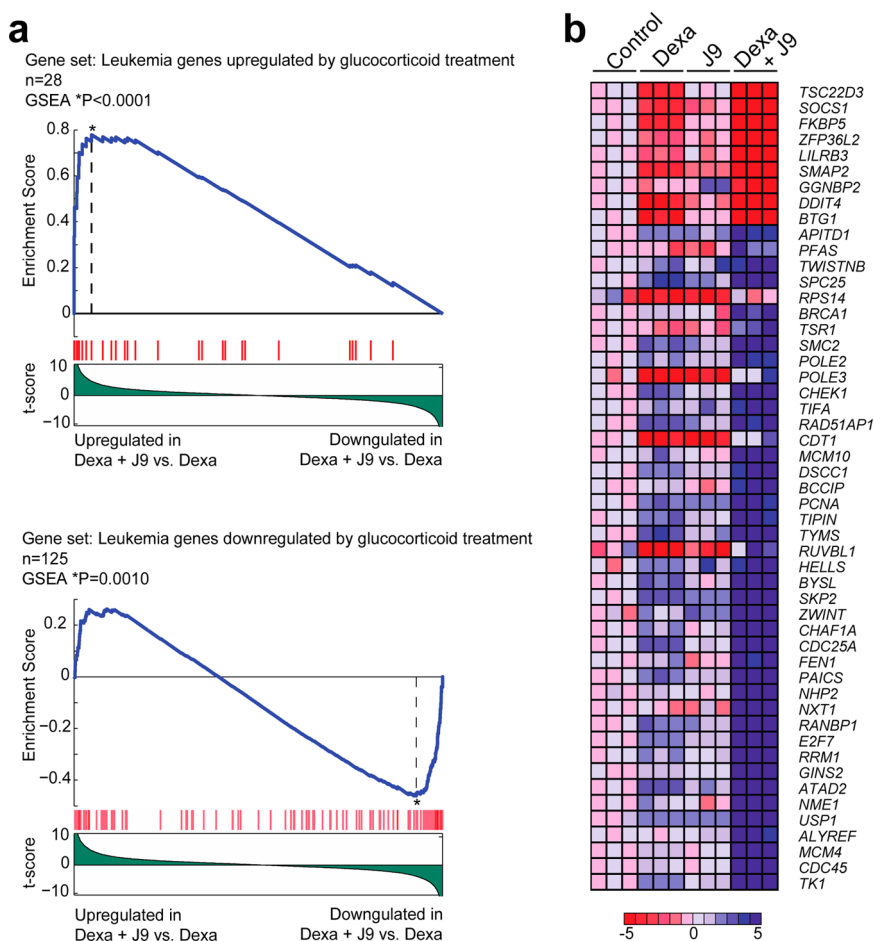 a
Gene set: Leukemia genes upregulated by glucocorticoid treatment
n=28
GSEA *P<0.0001
Enrichment Score
0.8
0.6
0.4
0.2
0
*
t-score
10
0
−10
Upregulated in
Dexa + J9 vs. Dexa
Downgulated in
Dexa + J9 vs. Dexa
Gene set: Leukemia genes downregulated by glucocorticoid treatment
n=125
GSEA *P=0.0010
Enrichment Score
0.2
0
−0.2
−0.4
*
t-score
10
0
−10
Upregulated in
Dexa + J9 vs. Dexa
Downgulated in
Dexa + J9 vs. Dexa
b
Control
Dexa
J9
Dexa
+ J9
TSC22D3
SOCS1
FKBP5
ZFP36L2
LILRB3
SMAP2
GGNBP2
DDIT4
BTG1
APITD1
PFAS
TWISTNB
SPC25
RPS14
BRCA1
TSR1
SMC2
POLE2
POLE3
CHEK1
TIFA
RAD51AP1
CDT1
MCM10
DSCC1
BCCIP
PCNA
TIPIN
TYMS
RUVBL1
HELLS
BYSL
SKP2
ZWINT
CHAF1A
CDC25A
FEN1
PAICS
NHP2
NXT1
RANBP1
E2F7
RRM1
GINS2
ATAD2
NME1
USP1
ALYREF
MCM4
CDC45
TK1
-5 0 5